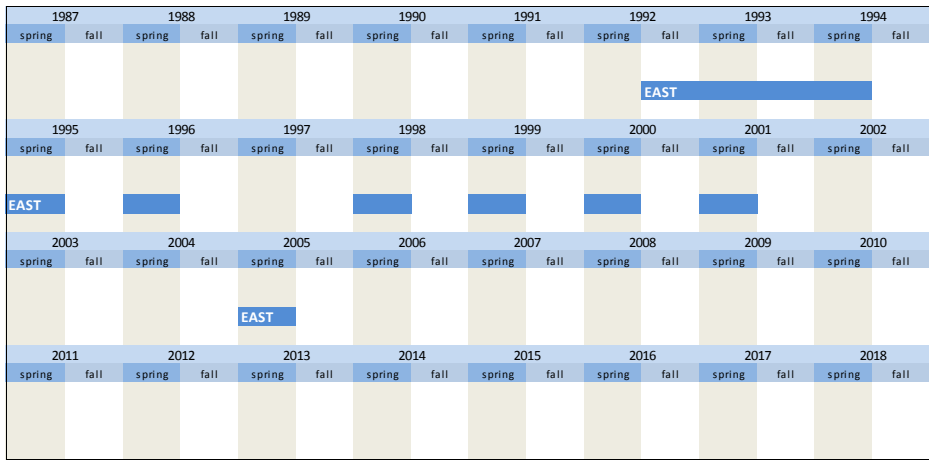 1987 1988 1989 1990 1991 1992 1993 1994
spring fall spring fall spring fall spring fall spring fall spring fall spring fall spring fall
EAST
1995 1996 1997 1998 1999 2000 2001 2002
spring fall spring fall spring fall spring fall spring fall spring fall spring fall spring fall
EAST
2003 2004 2005 2006 2007 2008 2009 2010
spring fall spring fall spring fall spring fall spring fall spring fall spring fall spring fall
EAST
2011 2012 2013 2014 2015 2016 2017 2018
spring fall spring fall spring fall spring fall spring fall spring fall spring fall spring fall